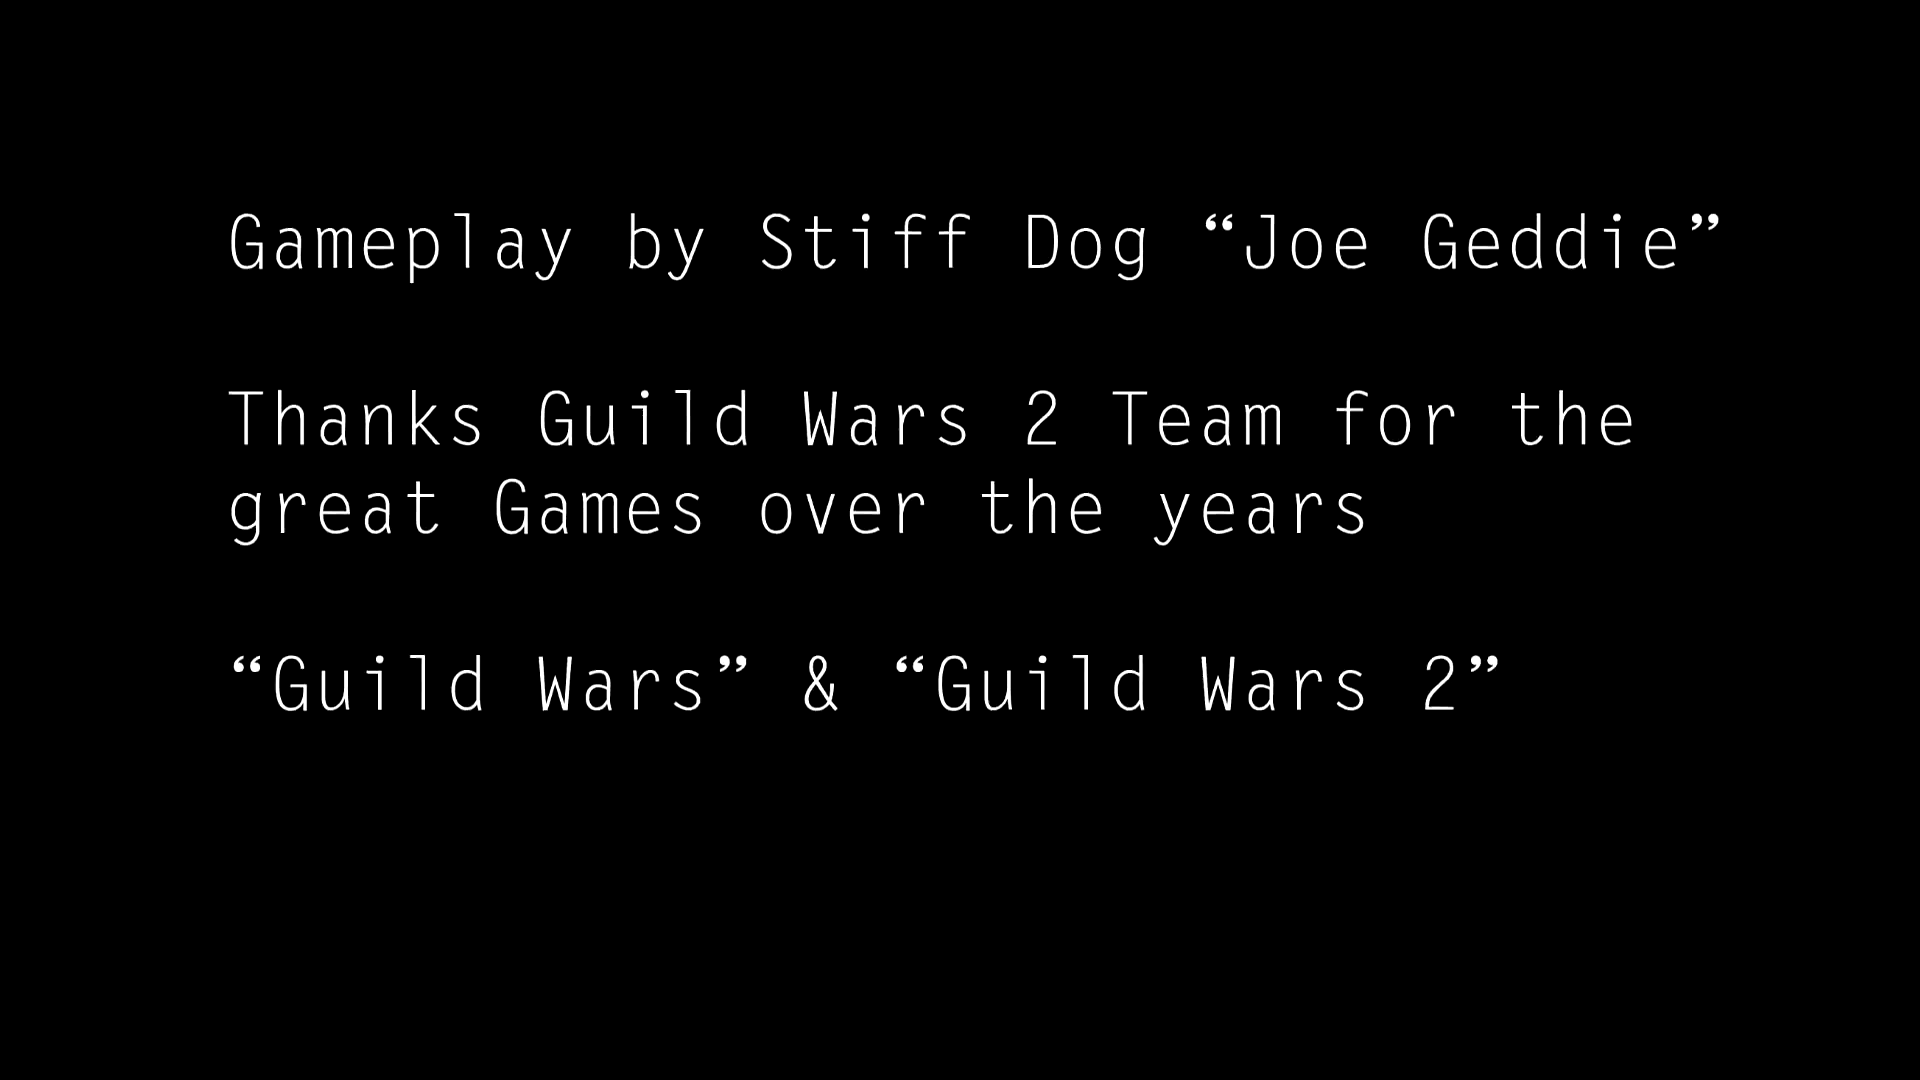 Gameplay by Stiff Dog “Joe Geddie”
Thanks Guild Wars 2 Team for the
great Games over the years
“Guild Wars” & “Guild Wars 2”